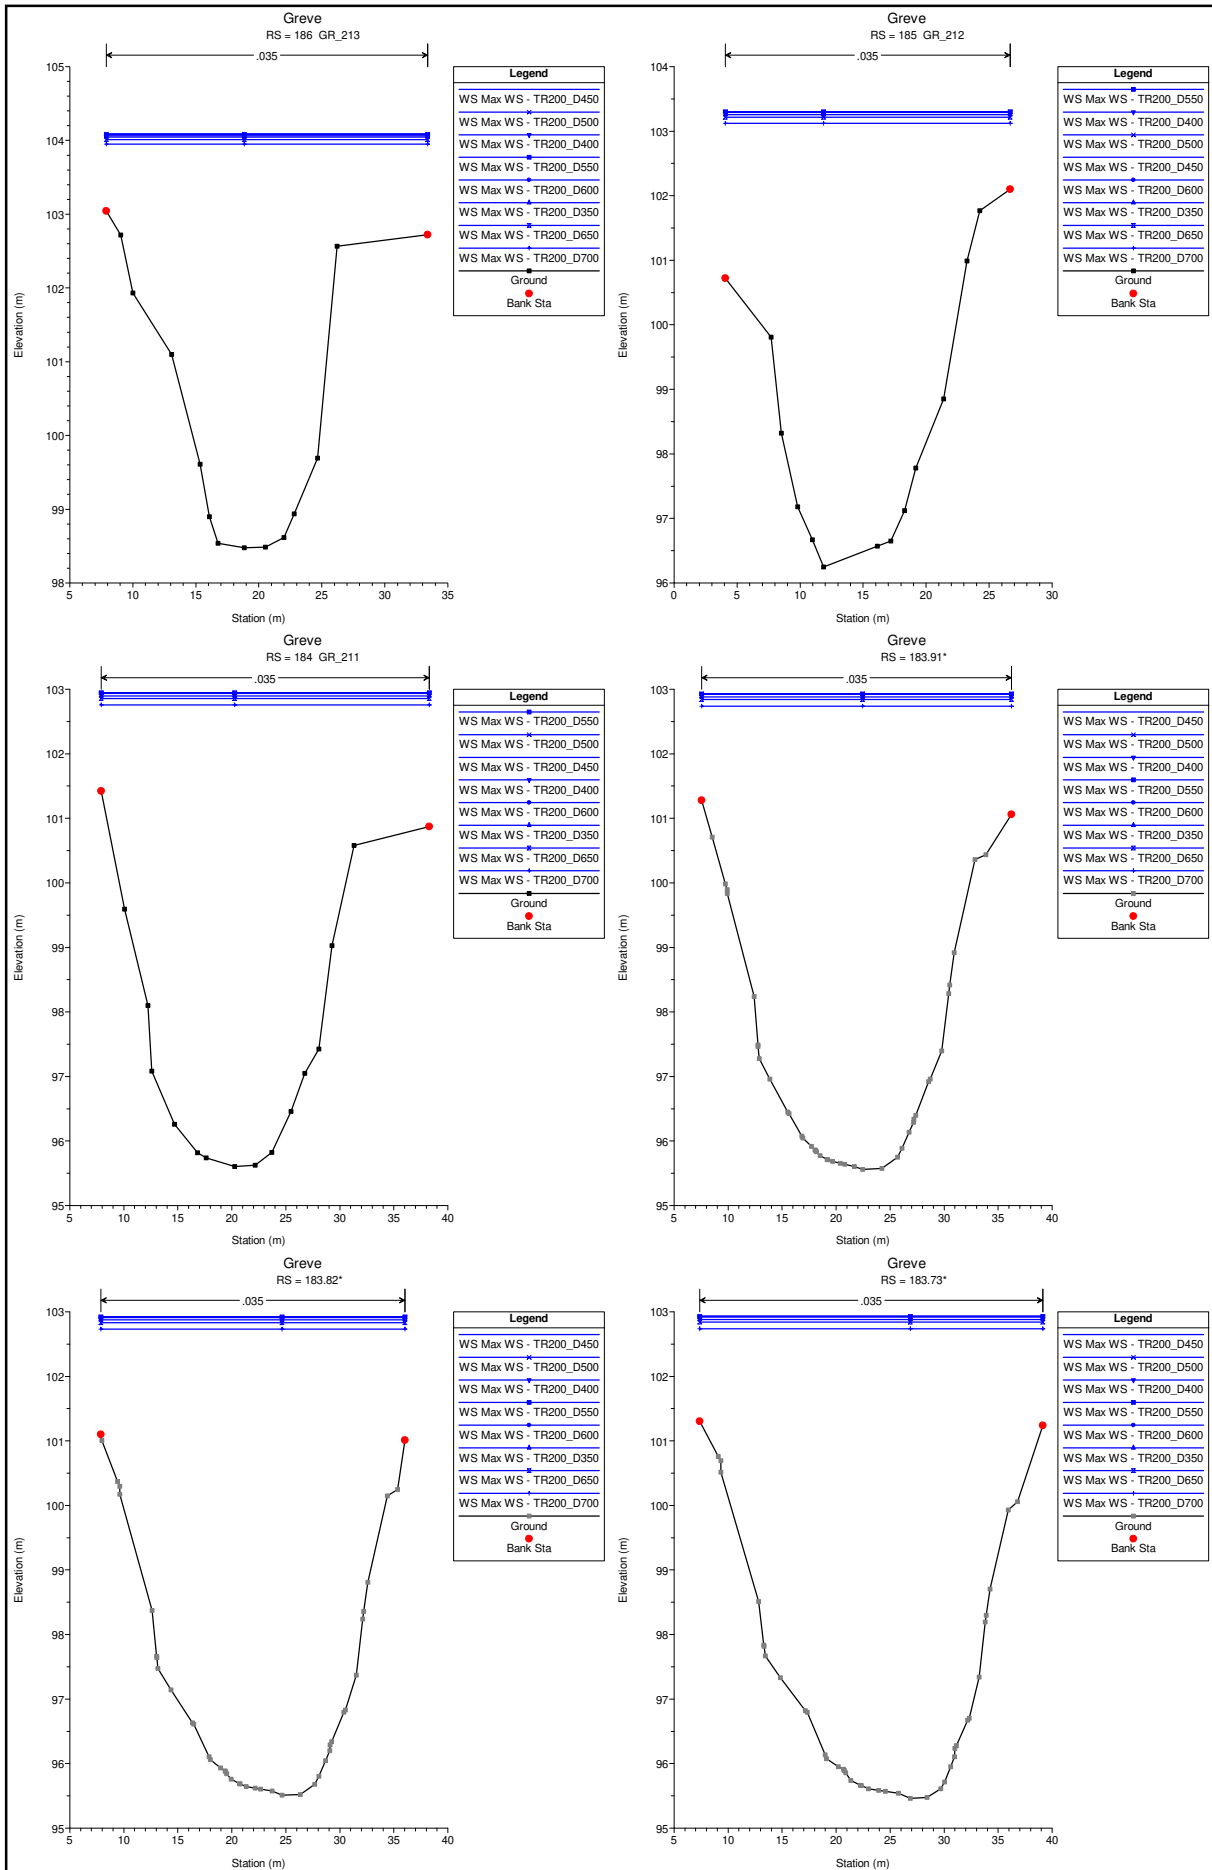 Greve
RS = 186 GR_213
.035
105
104
103
102
101
100
99
98
5 10 15 20 25 30 35
Station (m)
Elevation (m)
Legend
WS Max WS - TR200_D450
WS Max WS - TR200_D500
WS Max WS - TR200_D400
WS Max WS - TR200_D550
WS Max WS - TR200_D600
WS Max WS - TR200_D350
WS Max WS - TR200_D650
WS Max WS - TR200_D700
Ground
Bank Sta
Greve
RS = 185 GR_212
.035
104
103
102
101
100
99
98
97
96
0 5 10 15 20 25 30
Station (m)
Elevation (m)
Legend
WS Max WS - TR200_D550
WS Max WS - TR200_D400
WS Max WS - TR200_D500
WS Max WS - TR200_D450
WS Max WS - TR200_D600
WS Max WS - TR200_D350
WS Max WS - TR200_D650
WS Max WS - TR200_D700
Ground
Bank Sta
Greve
RS = 184 GR_211
.035
103
102
101
100
99
98
97
96
95
5 10 15 20 25 30 35 40
Station (m)
Elevation (m)
Legend
WS Max WS - TR200_D550
WS Max WS - TR200_D500
WS Max WS - TR200_D450
WS Max WS - TR200_D400
WS Max WS - TR200_D600
WS Max WS - TR200_D350
WS Max WS - TR200_D650
WS Max WS - TR200_D700
Ground
Bank Sta
Greve
RS = 183.91*
.035
103
102
101
100
99
98
97
96
95
5 10 15 20 25 30 35 40
Station (m)
Elevation (m)
Legend
WS Max WS - TR200_D450
WS Max WS - TR200_D500
WS Max WS - TR200_D400
WS Max WS - TR200_D550
WS Max WS - TR200_D600
WS Max WS - TR200_D350
WS Max WS - TR200_D650
WS Max WS - TR200_D700
Ground
Bank Sta
Greve
RS = 183.82*
.035
103
102
101
100
99
98
97
96
95
5 10 15 20 25 30 35 40
Station (m)
Elevation (m)
Legend
WS Max WS - TR200_D450
WS Max WS - TR200_D500
WS Max WS - TR200_D400
WS Max WS - TR200_D550
WS Max WS - TR200_D600
WS Max WS - TR200_D350
WS Max WS - TR200_D650
WS Max WS - TR200_D700
Ground
Bank Sta
Greve
RS = 183.73*
.035
103
102
101
100
99
98
97
96
95
5 10 15 20 25 30 35 40
Station (m)
Elevation (m)
Legend
WS Max WS - TR200_D450
WS Max WS - TR200_D500
WS Max WS - TR200_D400
WS Max WS - TR200_D550
WS Max WS - TR200_D600
WS Max WS - TR200_D350
WS Max WS - TR200_D650
WS Max WS - TR200_D700
Ground
Bank Sta